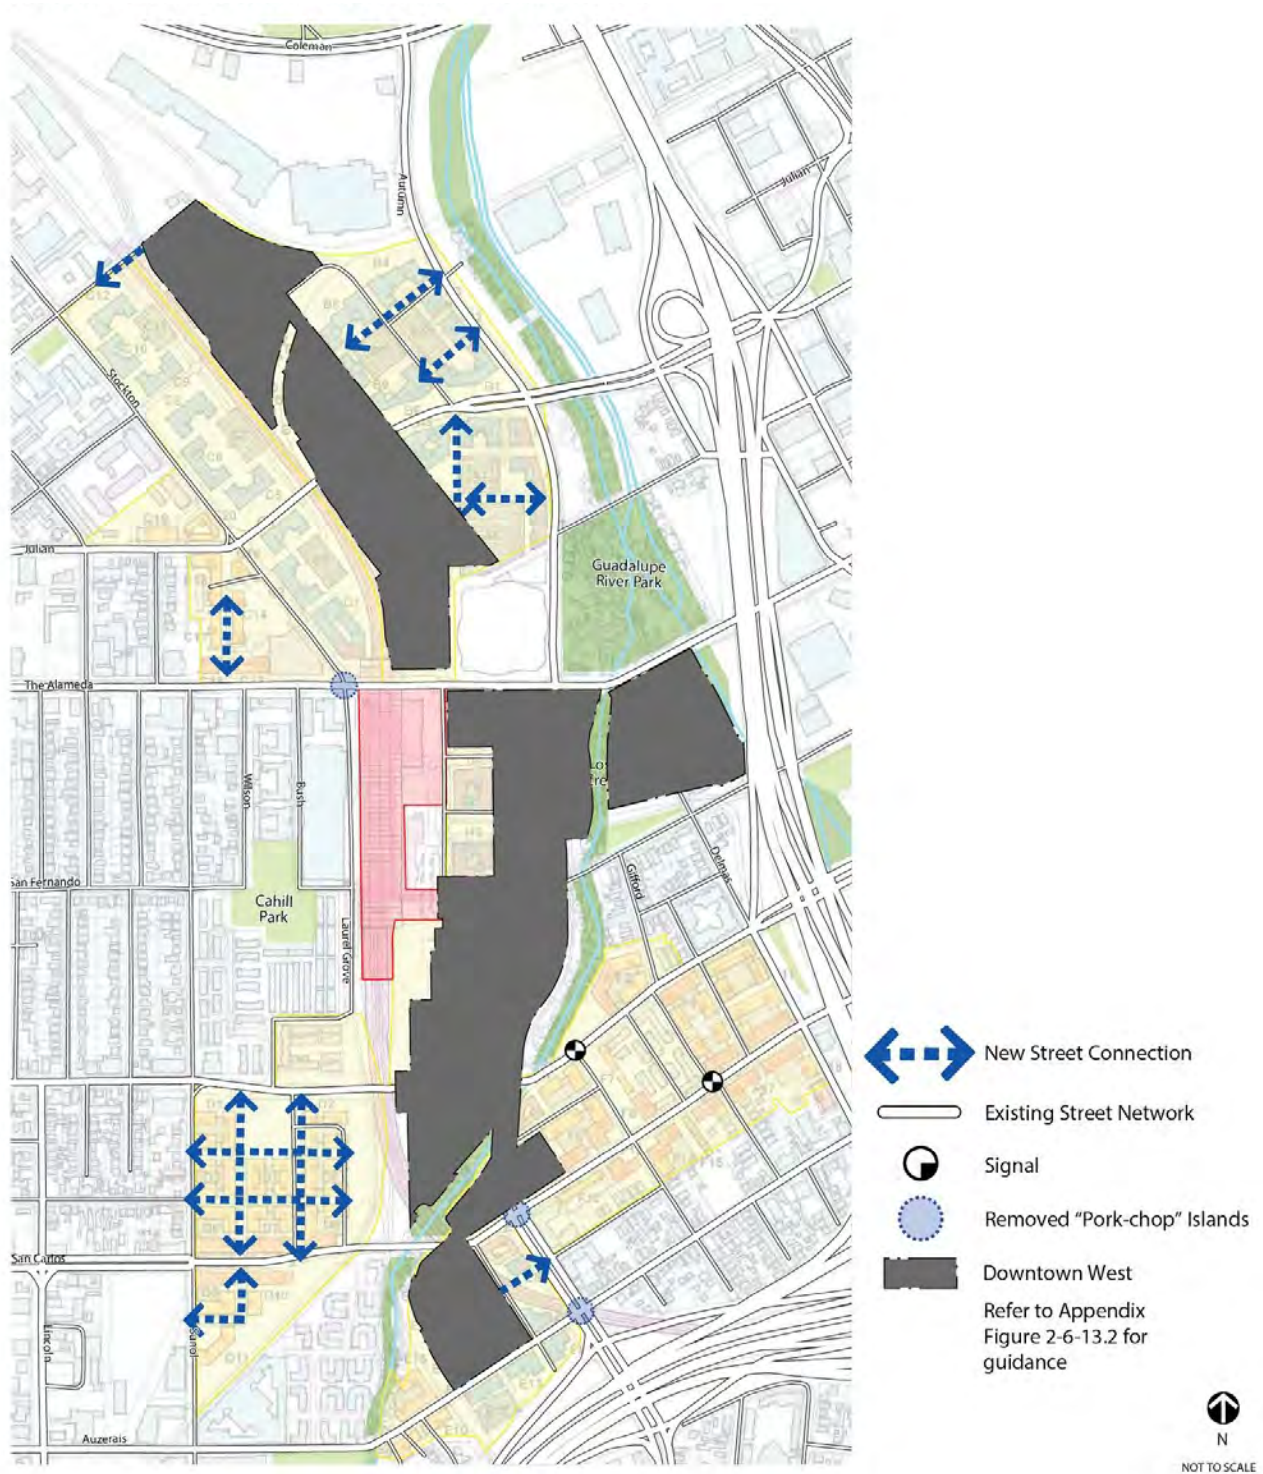 Coleman
Autumn
Julian
Stockton
Julian
Guadalupe
River Park
The Alameda
Wilson
Bush
San Fernando
Cahill
Park
Laurel Grove
Gifford
Delmas
San Carlos
Lincoln
Sunol
Auzerais
New Street Connection
Existing Street Network
Signal
Removed "Pork-chop" Islands
Downtown West
Refer to Appendix
Figure 2-6-13.2 for
guidance
N
NOT TO SCALE